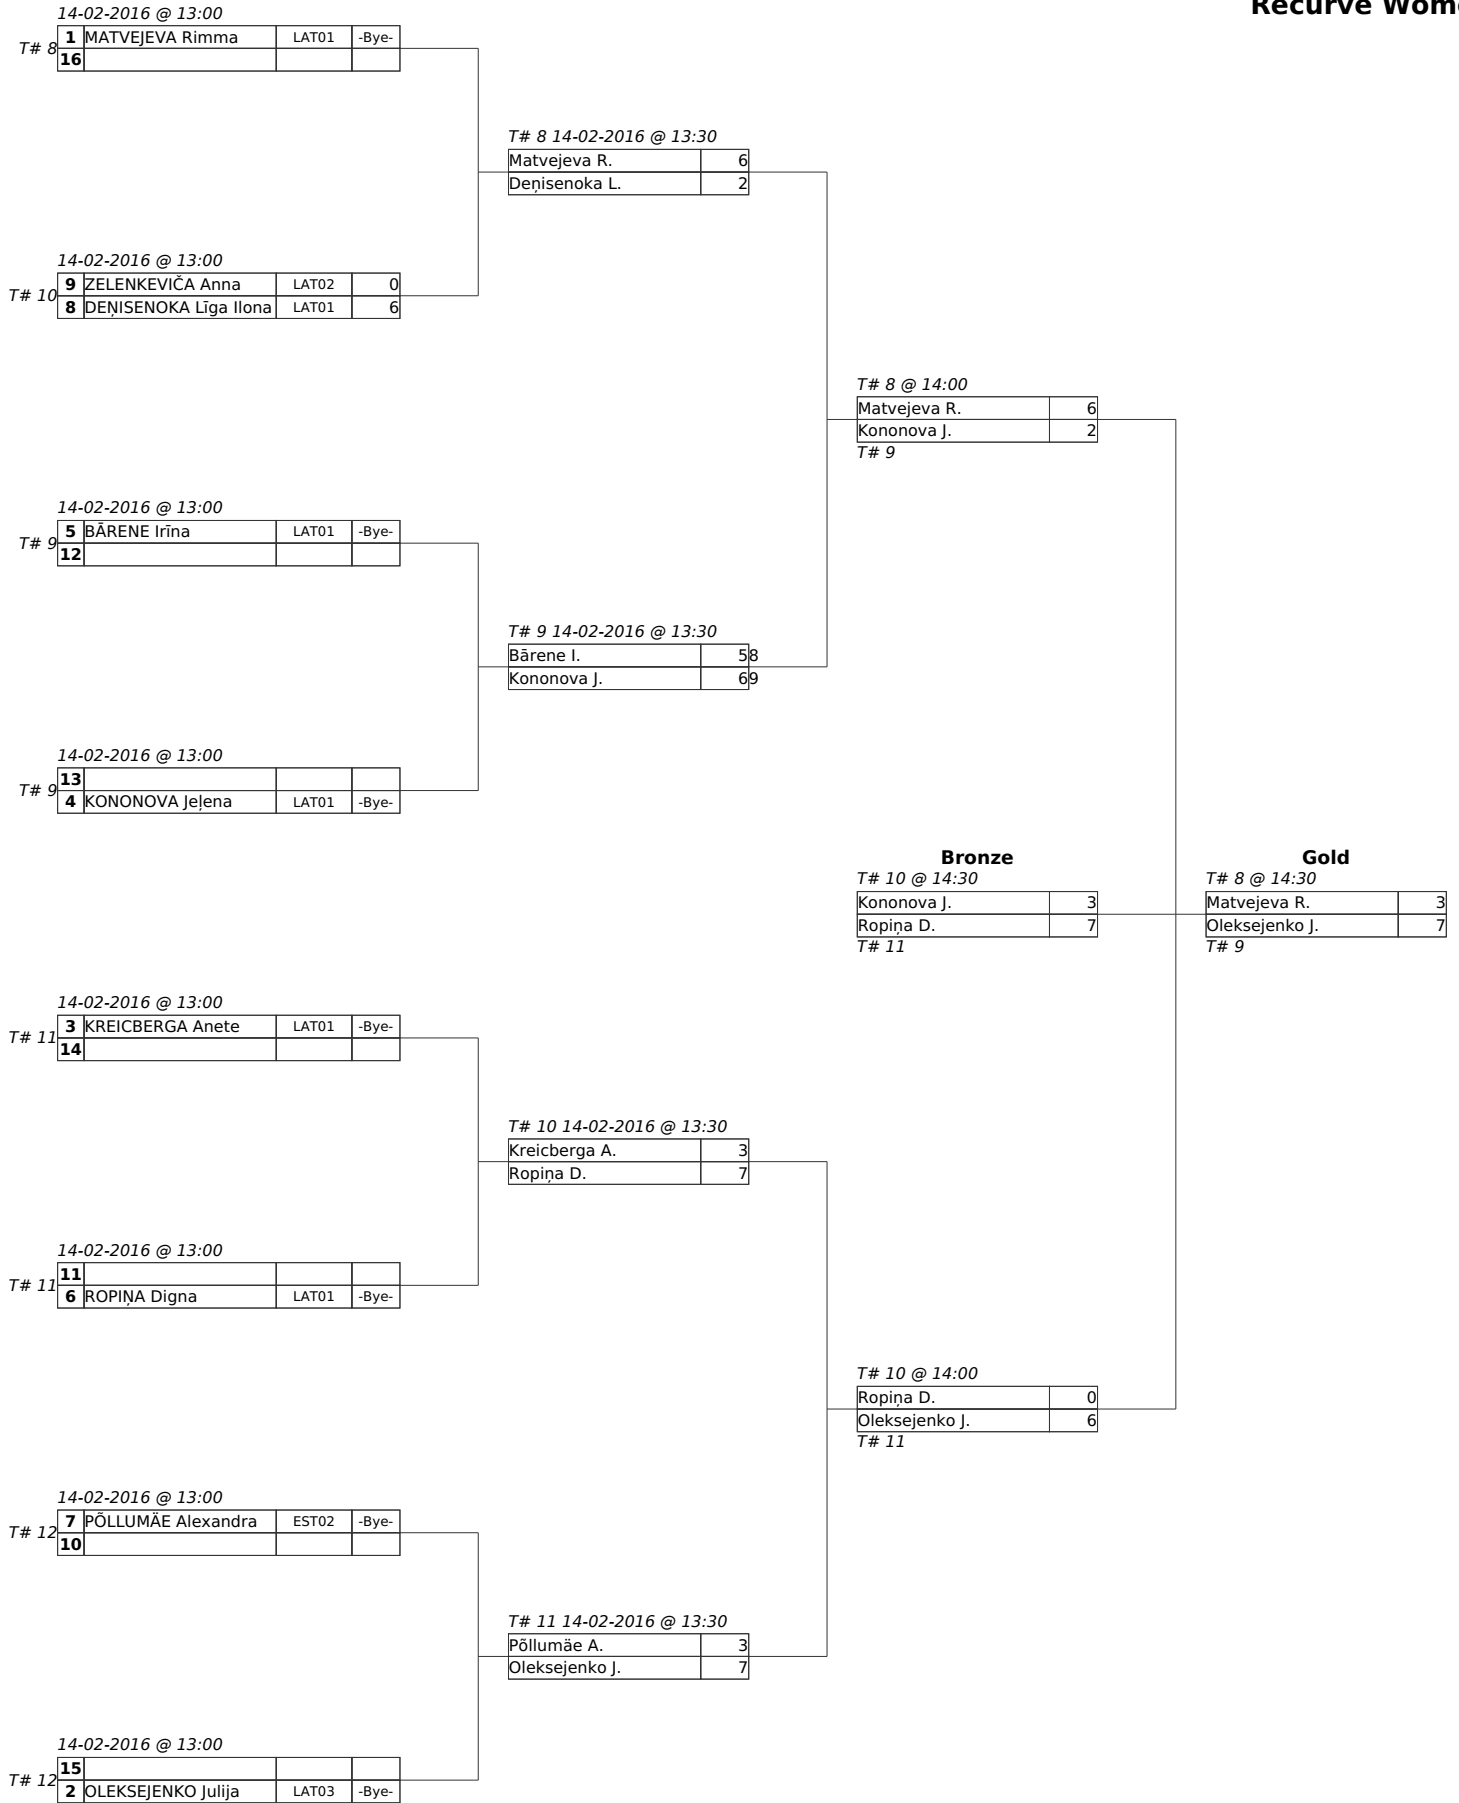 Recurve Wom
14-02-2016 @ 13:00
T# 8
1 MATVEJEVA Rimma LAT01 -Bye-
16
T# 8 14-02-2016 @ 13:30
Matvejeva R. 6
Deņisenoka L. 2
14-02-2016 @ 13:00
T# 10
9 ZELENKEVIČA Anna LAT02 0
8 DEŅISENOKA Līga Ilona LAT01 6
T# 8 @ 14:00
Matvejeva R. 6
Kononova J. 2
T# 9
14-02-2016 @ 13:00
T# 9
5 BĀRENE Irīna LAT01 -Bye-
12
T# 9 14-02-2016 @ 13:30
Bārene I. 58
Kononova J. 69
14-02-2016 @ 13:00
T# 9
13
4 KONONOVA Jeļena LAT01 -Bye-
Bronze
T# 10 @ 14:30
Kononova J. 3
Ropiņa D. 7
T# 11
Gold
T# 8 @ 14:30
Matvejeva R. 3
Oleksejenko J. 7
T# 9
14-02-2016 @ 13:00
T# 11
3 KREICBERGA Anete LAT01 -Bye-
14
T# 10 14-02-2016 @ 13:30
Kreicberga A. 3
Ropiņa D. 7
14-02-2016 @ 13:00
T# 11
11
6 ROPIŅA Digna LAT01 -Bye-
T# 10 @ 14:00
Ropiņa D. 0
Oleksejenko J. 6
T# 11
14-02-2016 @ 13:00
T# 12
7 PÕLLUMÄE Alexandra EST02 -Bye-
10
T# 11 14-02-2016 @ 13:30
Põllumäe A. 3
Oleksejenko J. 7
14-02-2016 @ 13:00
T# 12
15
2 OLEKSEJENKO Julija LAT03 -Bye-